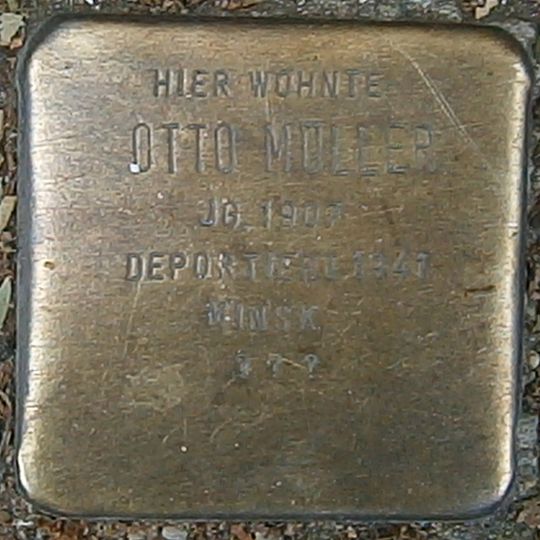 HIER WOHNTE
OTTO MÜLLER
JG.
DEPORTIERT 1941
MINSK
???